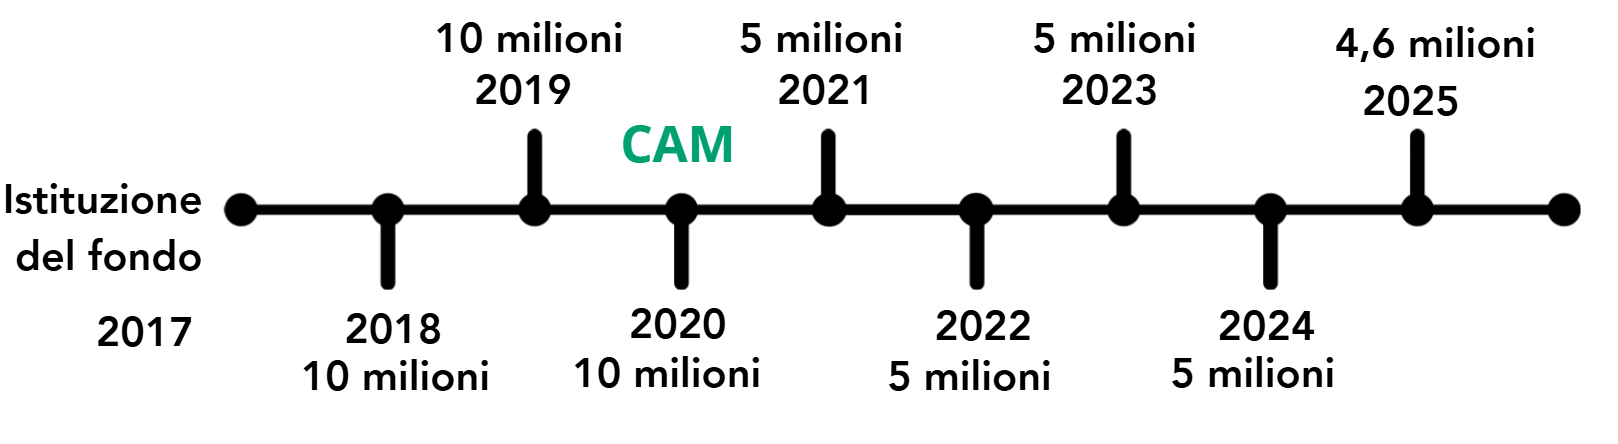 Istituzione
del fondo
2017
2018
10 milioni
10 milioni
2019
CAM
2020
10 milioni
5 milioni
2021
2022
5 milioni
5 milioni
2023
2024
5 milioni
4,6 milioni
2025